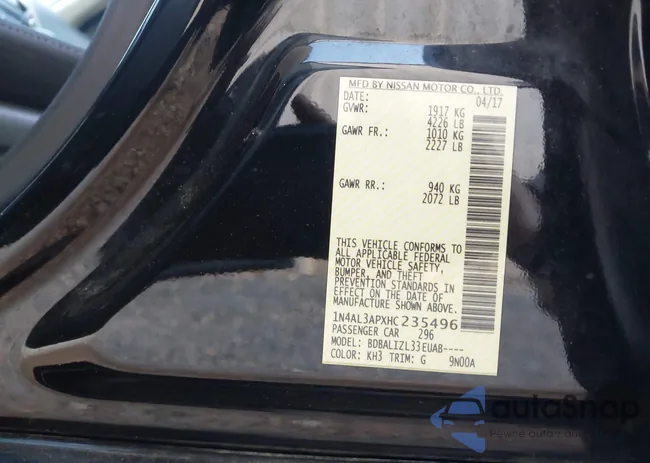 MFD BY NISSAN MOTOR CO., LTD.
DATE: 04/17
GVWR: 1917 KG
4226 LB
GAWR FR.: 1010 KG
2227 LB
GAWR RR.: 940 KG
2072 LB
THIS VEHICLE CONFORMS TO
ALL APPLICABLE FEDERAL
MOTOR VEHICLE SAFETY,
BUMPER, AND THEFT
PREVENTION STANDARDS IN
EFFECT ON THE DATE OF
MANUFACTURE SHOWN ABOVE.
1N4AL3APXHC235496
PASSENGER CAR 296
MODEL: BDBALIZL33EUAB----
COLOR: KH3 TRIM: G 9N00A
autoSnap
Pewne auta z aukcji